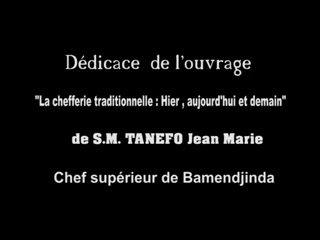 Dédicace de l'ouvrage
"La chefferie traditionnelle : Hier , aujourd'hui et demain"
de S.M. TANEFO Jean Marie
Chef supérieur de Bamendjinda